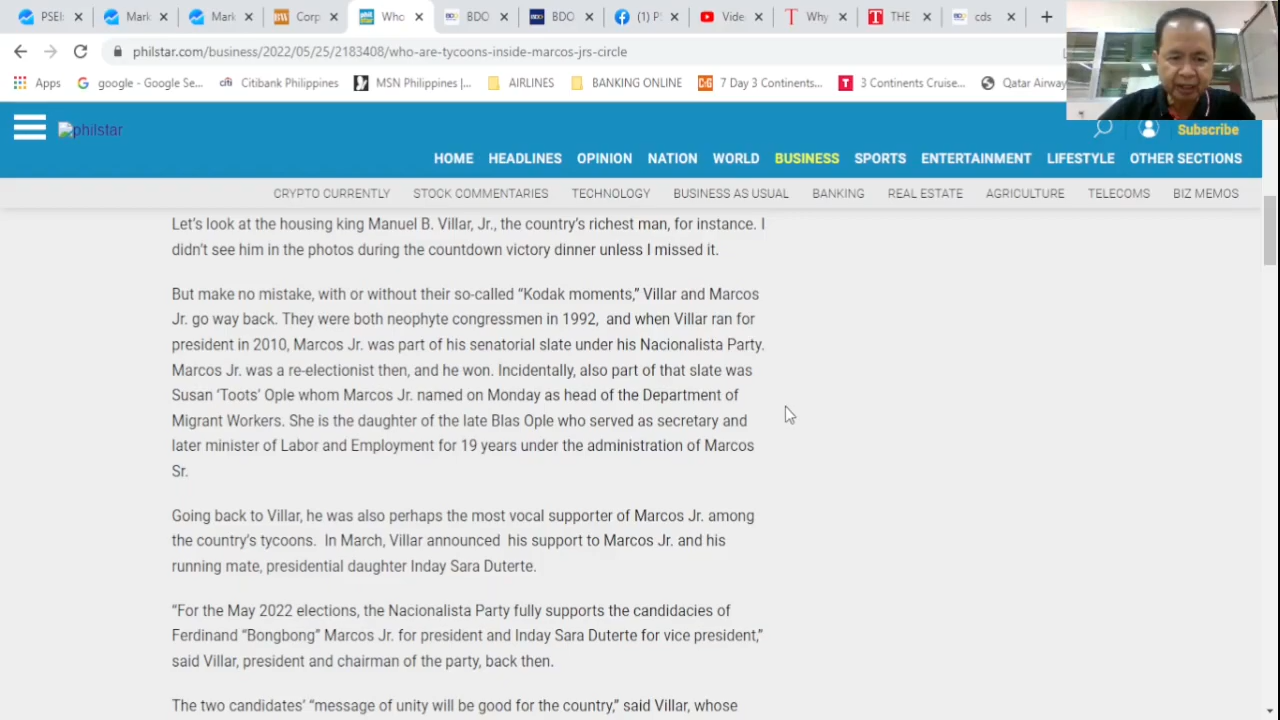 PSEI
Mark
Mark
Corp
Who
BDO
BDO
(1) P
Vide
Why
THE
cds
philstar.com/business/2022/05/25/2183408/who-are-tycoons-inside-marcos-jrs-circle
Apps
google - Google Se...
Citibank Philippines
MSN Philippines |...
AIRLINES
BANKING ONLINE
7 Day 3 Continents...
3 Continents Cruise...
Qatar Airway
philstar
Subscribe
HOME HEADLINES OPINION NATION WORLD BUSINESS SPORTS ENTERTAINMENT LIFESTYLE OTHER SECTIONS
CRYPTO CURRENTLY STOCK COMMENTARIES TECHNOLOGY BUSINESS AS USUAL BANKING REAL ESTATE AGRICULTURE TELECOMS BIZ MEMOS
Let's look at the housing king Manuel B. Villar, Jr., the country's richest man, for instance. I
didn't see him in the photos during the countdown victory dinner unless I missed it.
But make no mistake, with or without their so-called “Kodak moments,” Villar and Marcos
Jr. go way back. They were both neophyte congressmen in 1992, and when Villar ran for
president in 2010, Marcos Jr. was part of his senatorial slate under his Nacionalista Party.
Marcos Jr. was a re-electionist then, and he won. Incidentally, also part of that slate was
Susan ‘Toots’ Ople whom Marcos Jr. named on Monday as head of the Department of
Migrant Workers. She is the daughter of the late Blas Ople who served as secretary and
later minister of Labor and Employment for 19 years under the administration of Marcos
Sr.
Going back to Villar, he was also perhaps the most vocal supporter of Marcos Jr. among
the country's tycoons. In March, Villar announced his support to Marcos Jr. and his
running mate, presidential daughter Inday Sara Duterte.
“For the May 2022 elections, the Nacionalista Party fully supports the candidacies of
Ferdinand “Bongbong” Marcos Jr. for president and Inday Sara Duterte for vice president,”
said Villar, president and chairman of the party, back then.
The two candidates’ “message of unity will be good for the country,” said Villar, whose